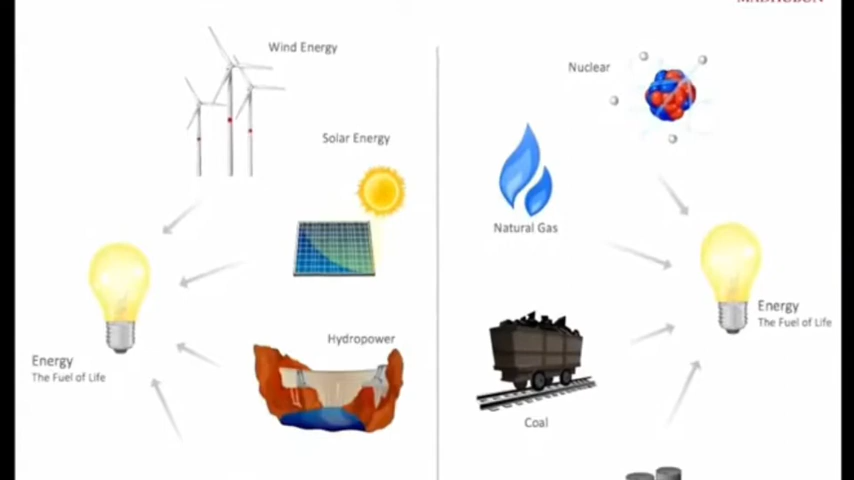 MADHUBUN
Wind Energy
Solar Energy
Hydropower
Energy
The Fuel of Life
Nuclear
Natural Gas
Coal
Energy
The Fuel of Life